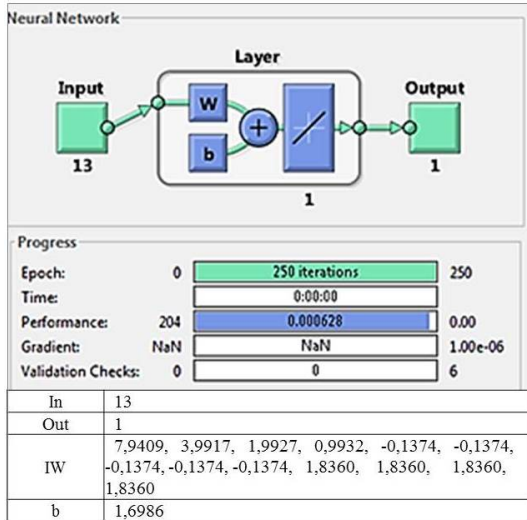 Neural Network
Layer
Input
Output
W
b
+
13
1
1
Progress
Epoch: 0 250 iterations 250
Time: 0:00:00
Performance: 204 0.000628 0.00
Gradient: NaN NaN 1.00e-06
Validation Checks: 0 0 6
In 13
Out 1
IW 7,9409, 3,9917, 1,9927, 0,9932, -0,1374, -0,1374,
-0,1374, -0,1374, -0,1374, 1,8360, 1,8360, 1,8360,
1,8360
b 1,6986